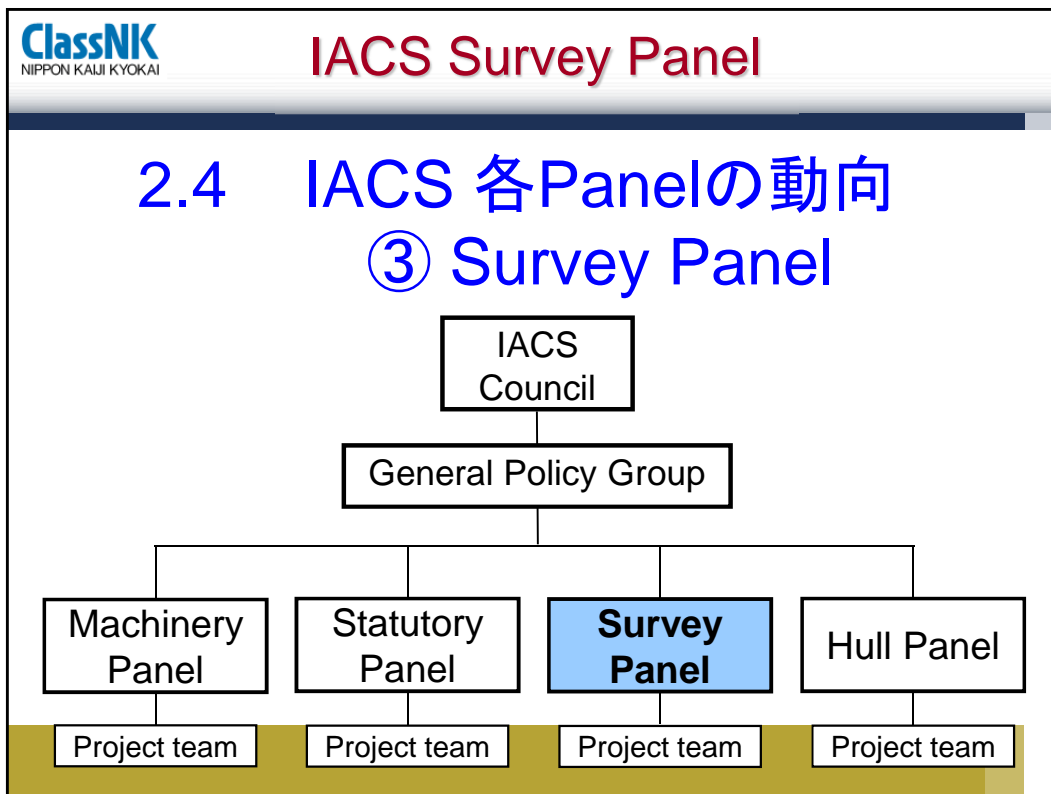 ClassNK
NIPPON KAIJI KYOKAI
IACS Survey Panel
2.4 IACS 各Panelの動向
③ Survey Panel
IACS
Council
General Policy Group
Machinery
Panel
Statutory
Panel
Survey
Panel
Hull Panel
Project team
Project team
Project team
Project team